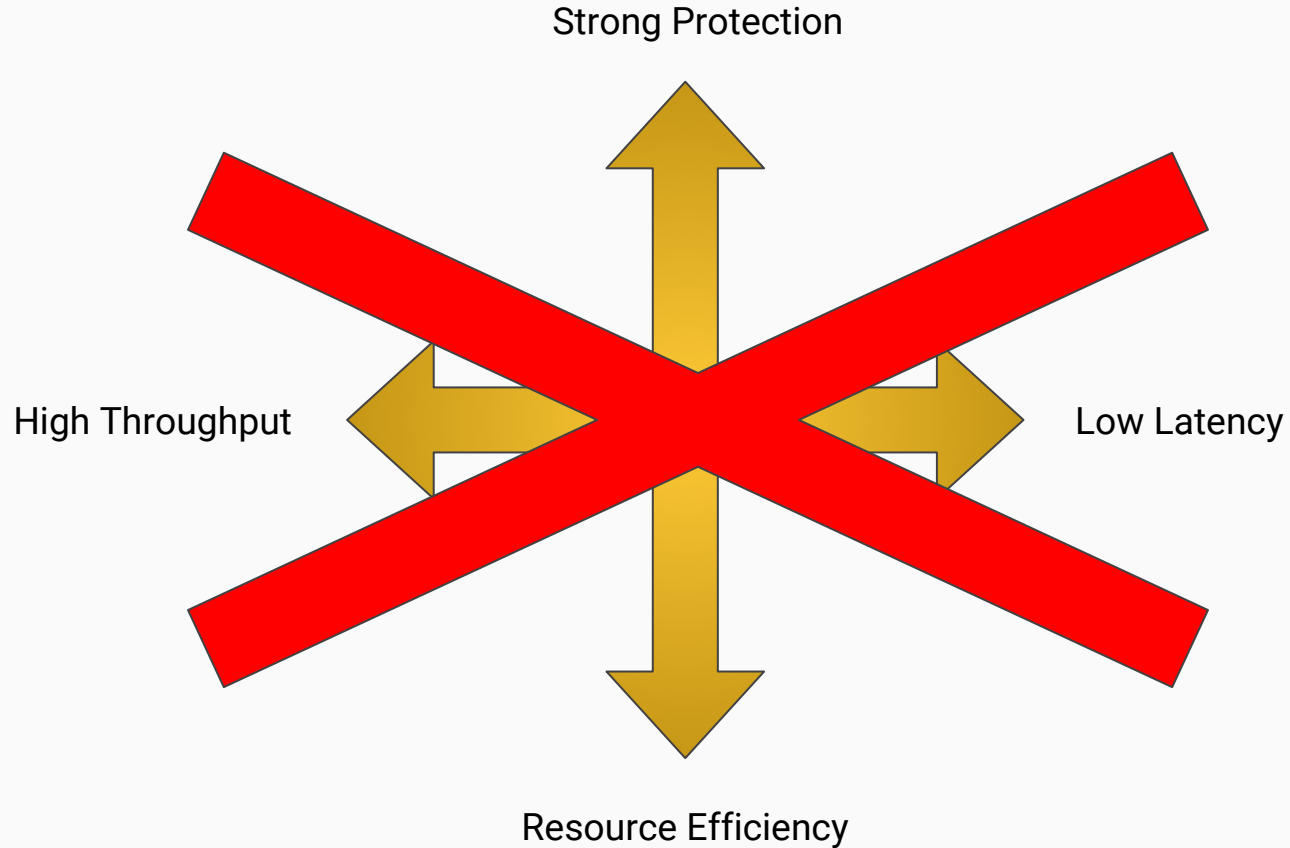 Strong Protection
High Throughput
Low Latency
Resource Efficiency